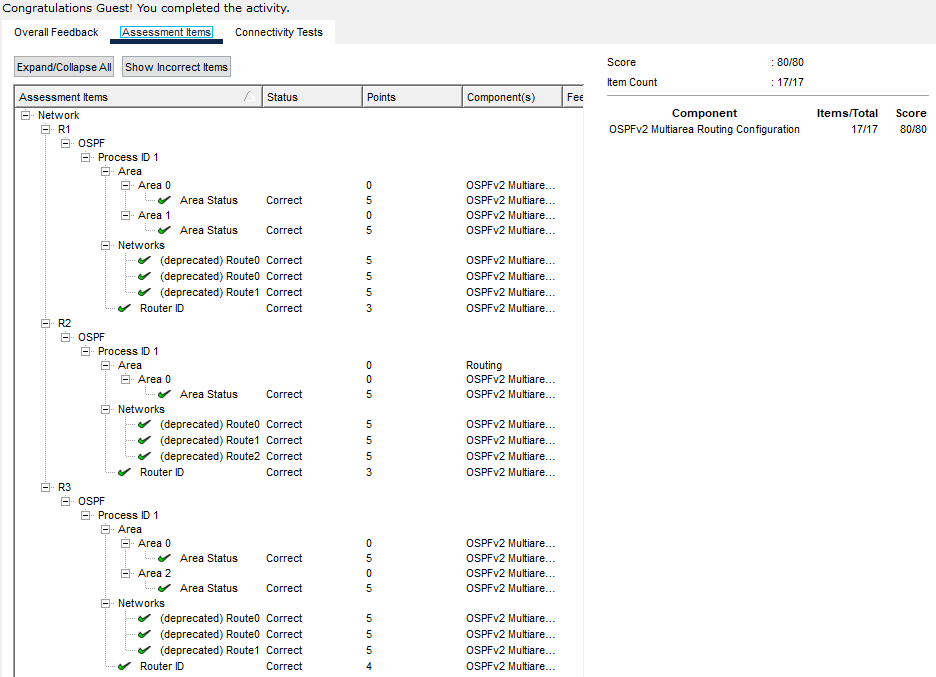 Congratulations Guest! You completed the activity.
Overall Feedback Assessment Items Connectivity Tests
Expand/Collapse All Show Incorrect Items
Score : 80/80
Item Count : 17/17
Component Items/Total Score
OSPFv2 Multiarea Routing Configuration 17/17 80/80
Assessment Items Status Points Component(s) Fee
Network
R1
OSPF
Process ID 1
Area
Area 0 0 OSPFv2 Multiare...
Area Status Correct 5 OSPFv2 Multiare...
Area 1 0 OSPFv2 Multiare...
Area Status Correct 5 OSPFv2 Multiare...
Networks
(deprecated) Route0 Correct 5 OSPFv2 Multiare...
(deprecated) Route0 Correct 5 OSPFv2 Multiare...
(deprecated) Route1 Correct 5 OSPFv2 Multiare...
Router ID Correct 3 OSPFv2 Multiare...
R2
OSPF
Process ID 1
Area 0 Routing
Area 0 0 OSPFv2 Multiare...
Area Status Correct 5 OSPFv2 Multiare...
Networks
(deprecated) Route0 Correct 5 OSPFv2 Multiare...
(deprecated) Route1 Correct 5 OSPFv2 Multiare...
(deprecated) Route2 Correct 5 OSPFv2 Multiare...
Router ID Correct 3 OSPFv2 Multiare...
R3
OSPF
Process ID 1
Area
Area 0 0 OSPFv2 Multiare...
Area Status Correct 5 OSPFv2 Multiare...
Area 2 0 OSPFv2 Multiare...
Area Status Correct 5 OSPFv2 Multiare...
Networks
(deprecated) Route0 Correct 5 OSPFv2 Multiare...
(deprecated) Route0 Correct 5 OSPFv2 Multiare...
(deprecated) Route1 Correct 5 OSPFv2 Multiare...
Router ID Correct 4 OSPFv2 Multiare...